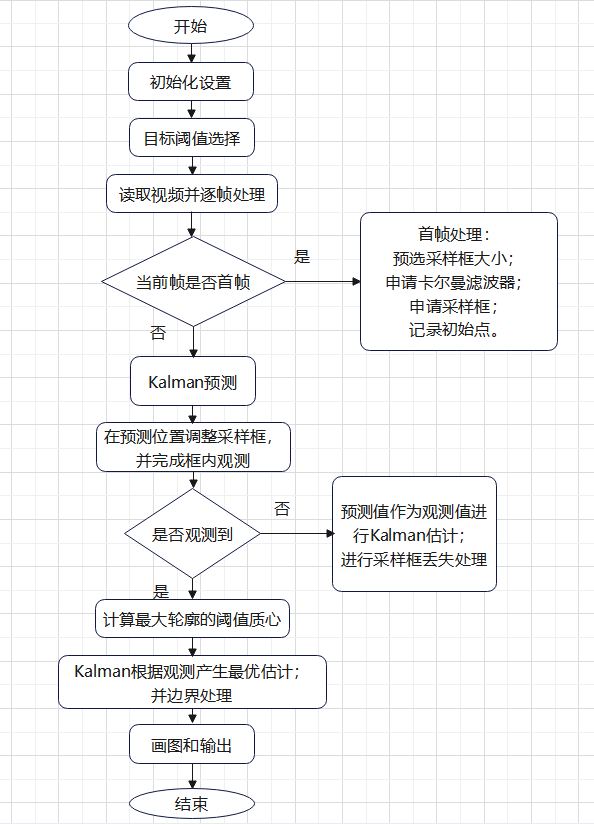 开始
初始化设置
目标阈值选择
读取视频并逐帧处理
当前帧是否首帧
是
首帧处理：
预选采样框大小；
申请卡尔曼滤波器；
申请采样框；
记录初始点。
否
Kalman预测
在预测位置调整采样框，
并完成框内观测
是否观测到
否
预测值作为观测值进
行Kalman估计；
进行采样框丢失处理
是
计算最大轮廓的阈值质心
Kalman根据观测产生最优估计；
并边界处理
画图和输出
结束